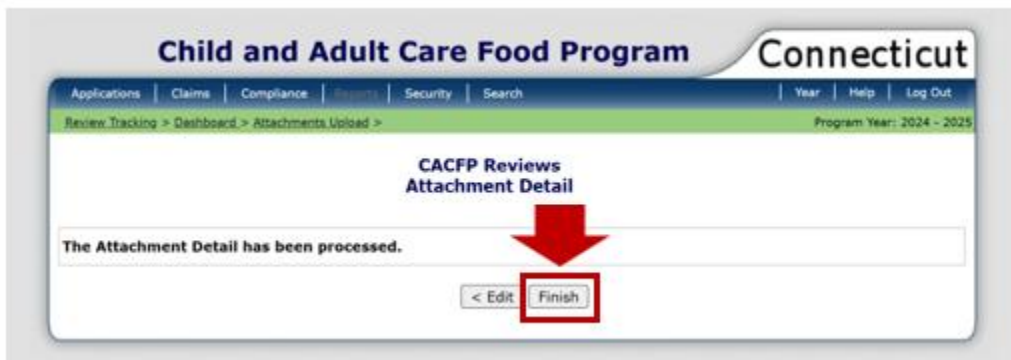 Child and Adult Care Food Program
Connecticut
Applications | Claims | Compliance | Reports | Security | Search | Year | Help | Log Out
Review Tracking > Dashboard > Attachments Upload > Program Year: 2024 - 2025
CACFP Reviews
Attachment Detail
The Attachment Detail has been processed.
< Edit Finish